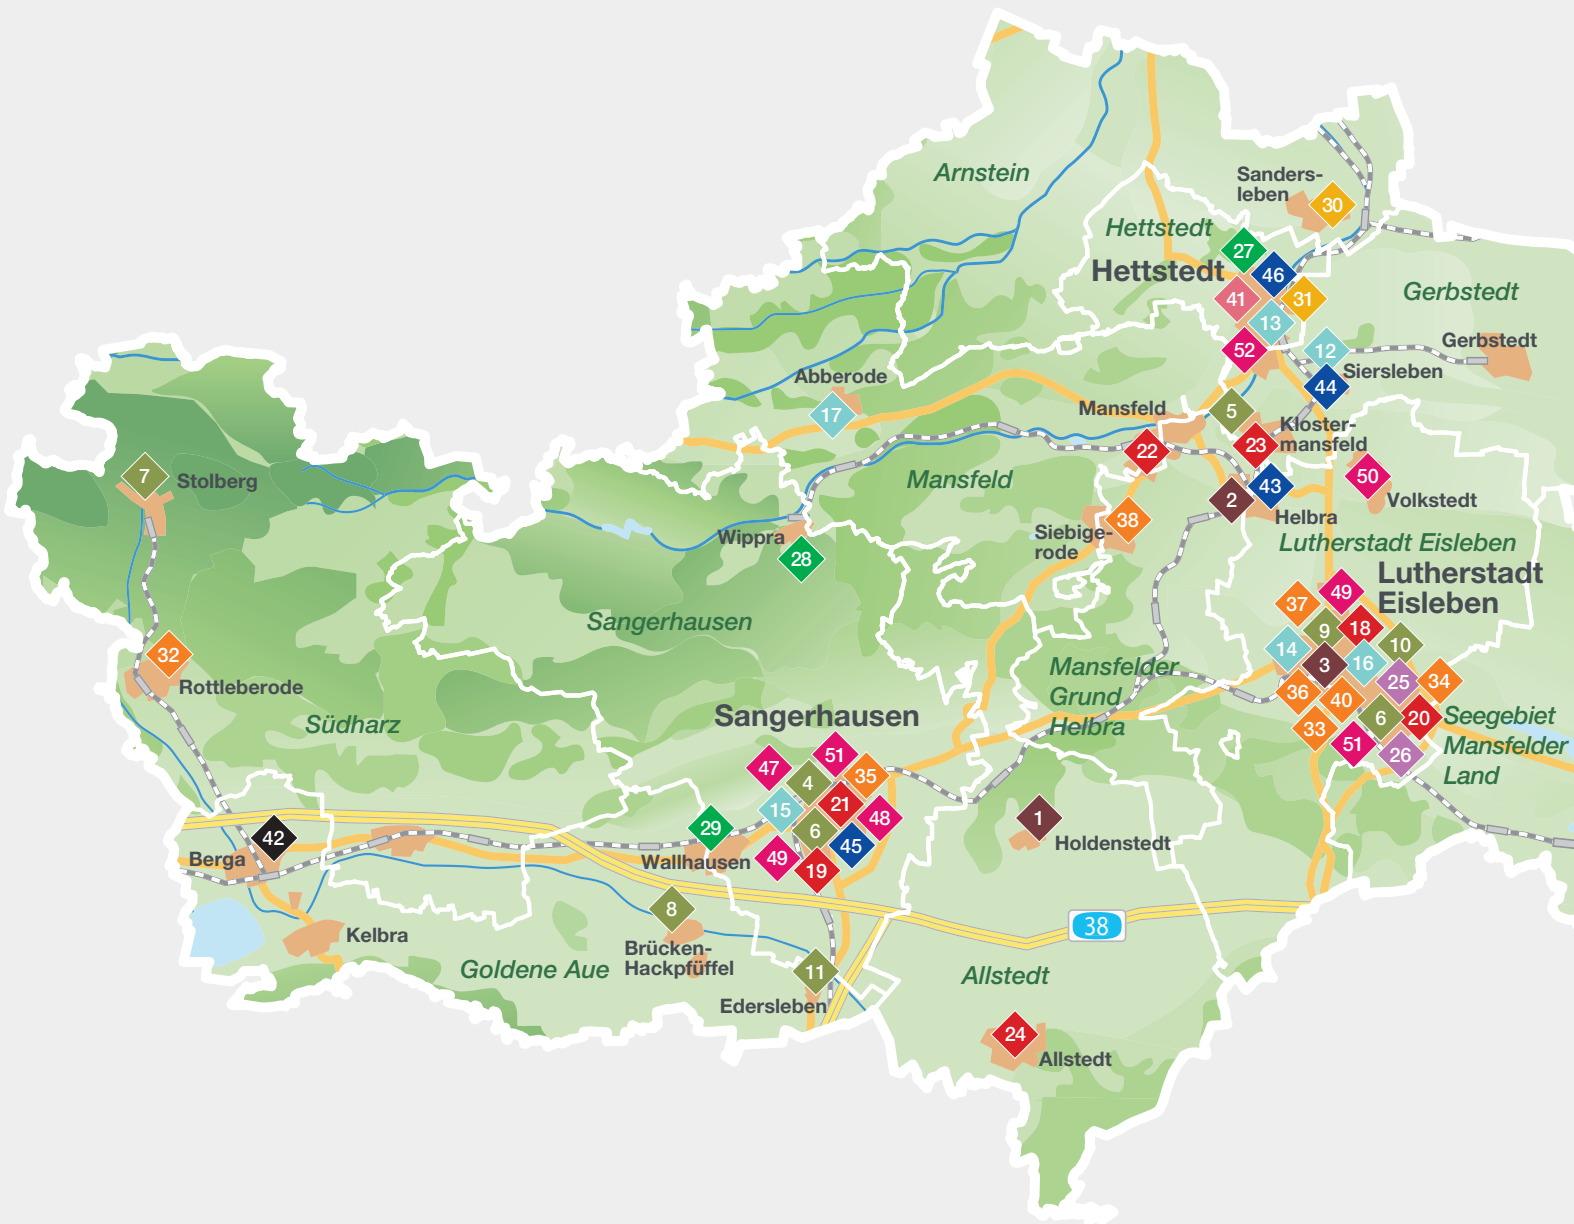 Arnstein
Sanders-
leben
30
Hettstedt
27
Hettstedt
46
41
31
Gerbstedt
13
52
12
Gerbstedt
Siersleben
44
Abberode
17
Mansfeld
5
Kloster-
mansfeld
23
22
7
Stolberg
Mansfeld
50
Volkstedt
43
2
Helbra
38
Siebige-
rode
Wippra
28
Lutherstadt Eisleben
Lutherstadt
Eisleben
49
37
Sangerhausen
9
18
10
14
3
16
32
Rottleberode
Mansfelder
Grund
Helbra
25
34
36
40
Südharz
Sangerhausen
6
20
33
51
26
Seegebiet
Mansfelder
Land
51
47
35
4
15
21
48
29
6
45
49
19
1
Holdenstedt
42
Berga
Wallhausen
8
38
Kelbra
Brücken-
Hackpfüffel
Goldene Aue
11
Allstedt
Edersleben
24
Allstedt